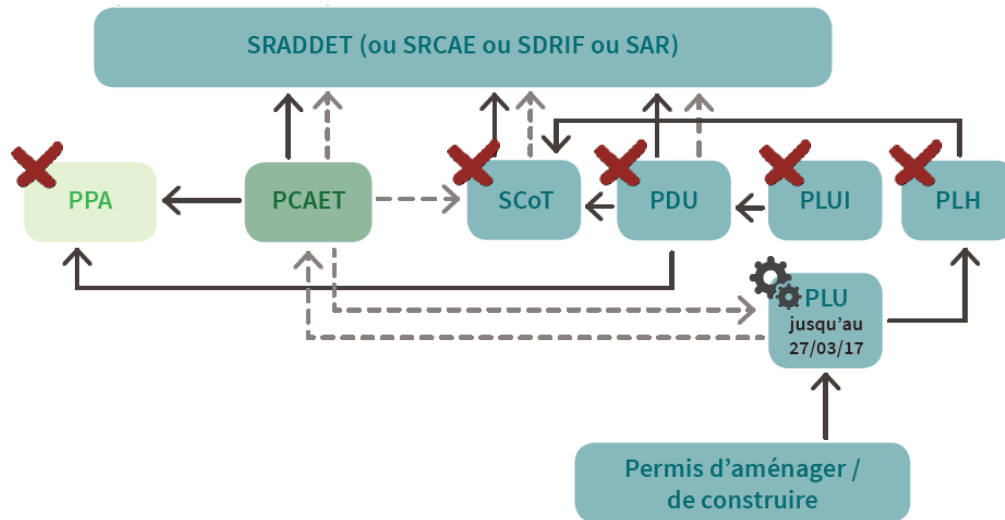 SRADDET (ou SRCAE ou SDRIF ou SAR)
PPA
PCAET
SCoT
PDU
PLUI
PLH
PLU
jusqu'au
27/03/17
Permis d'aménager /
de construire